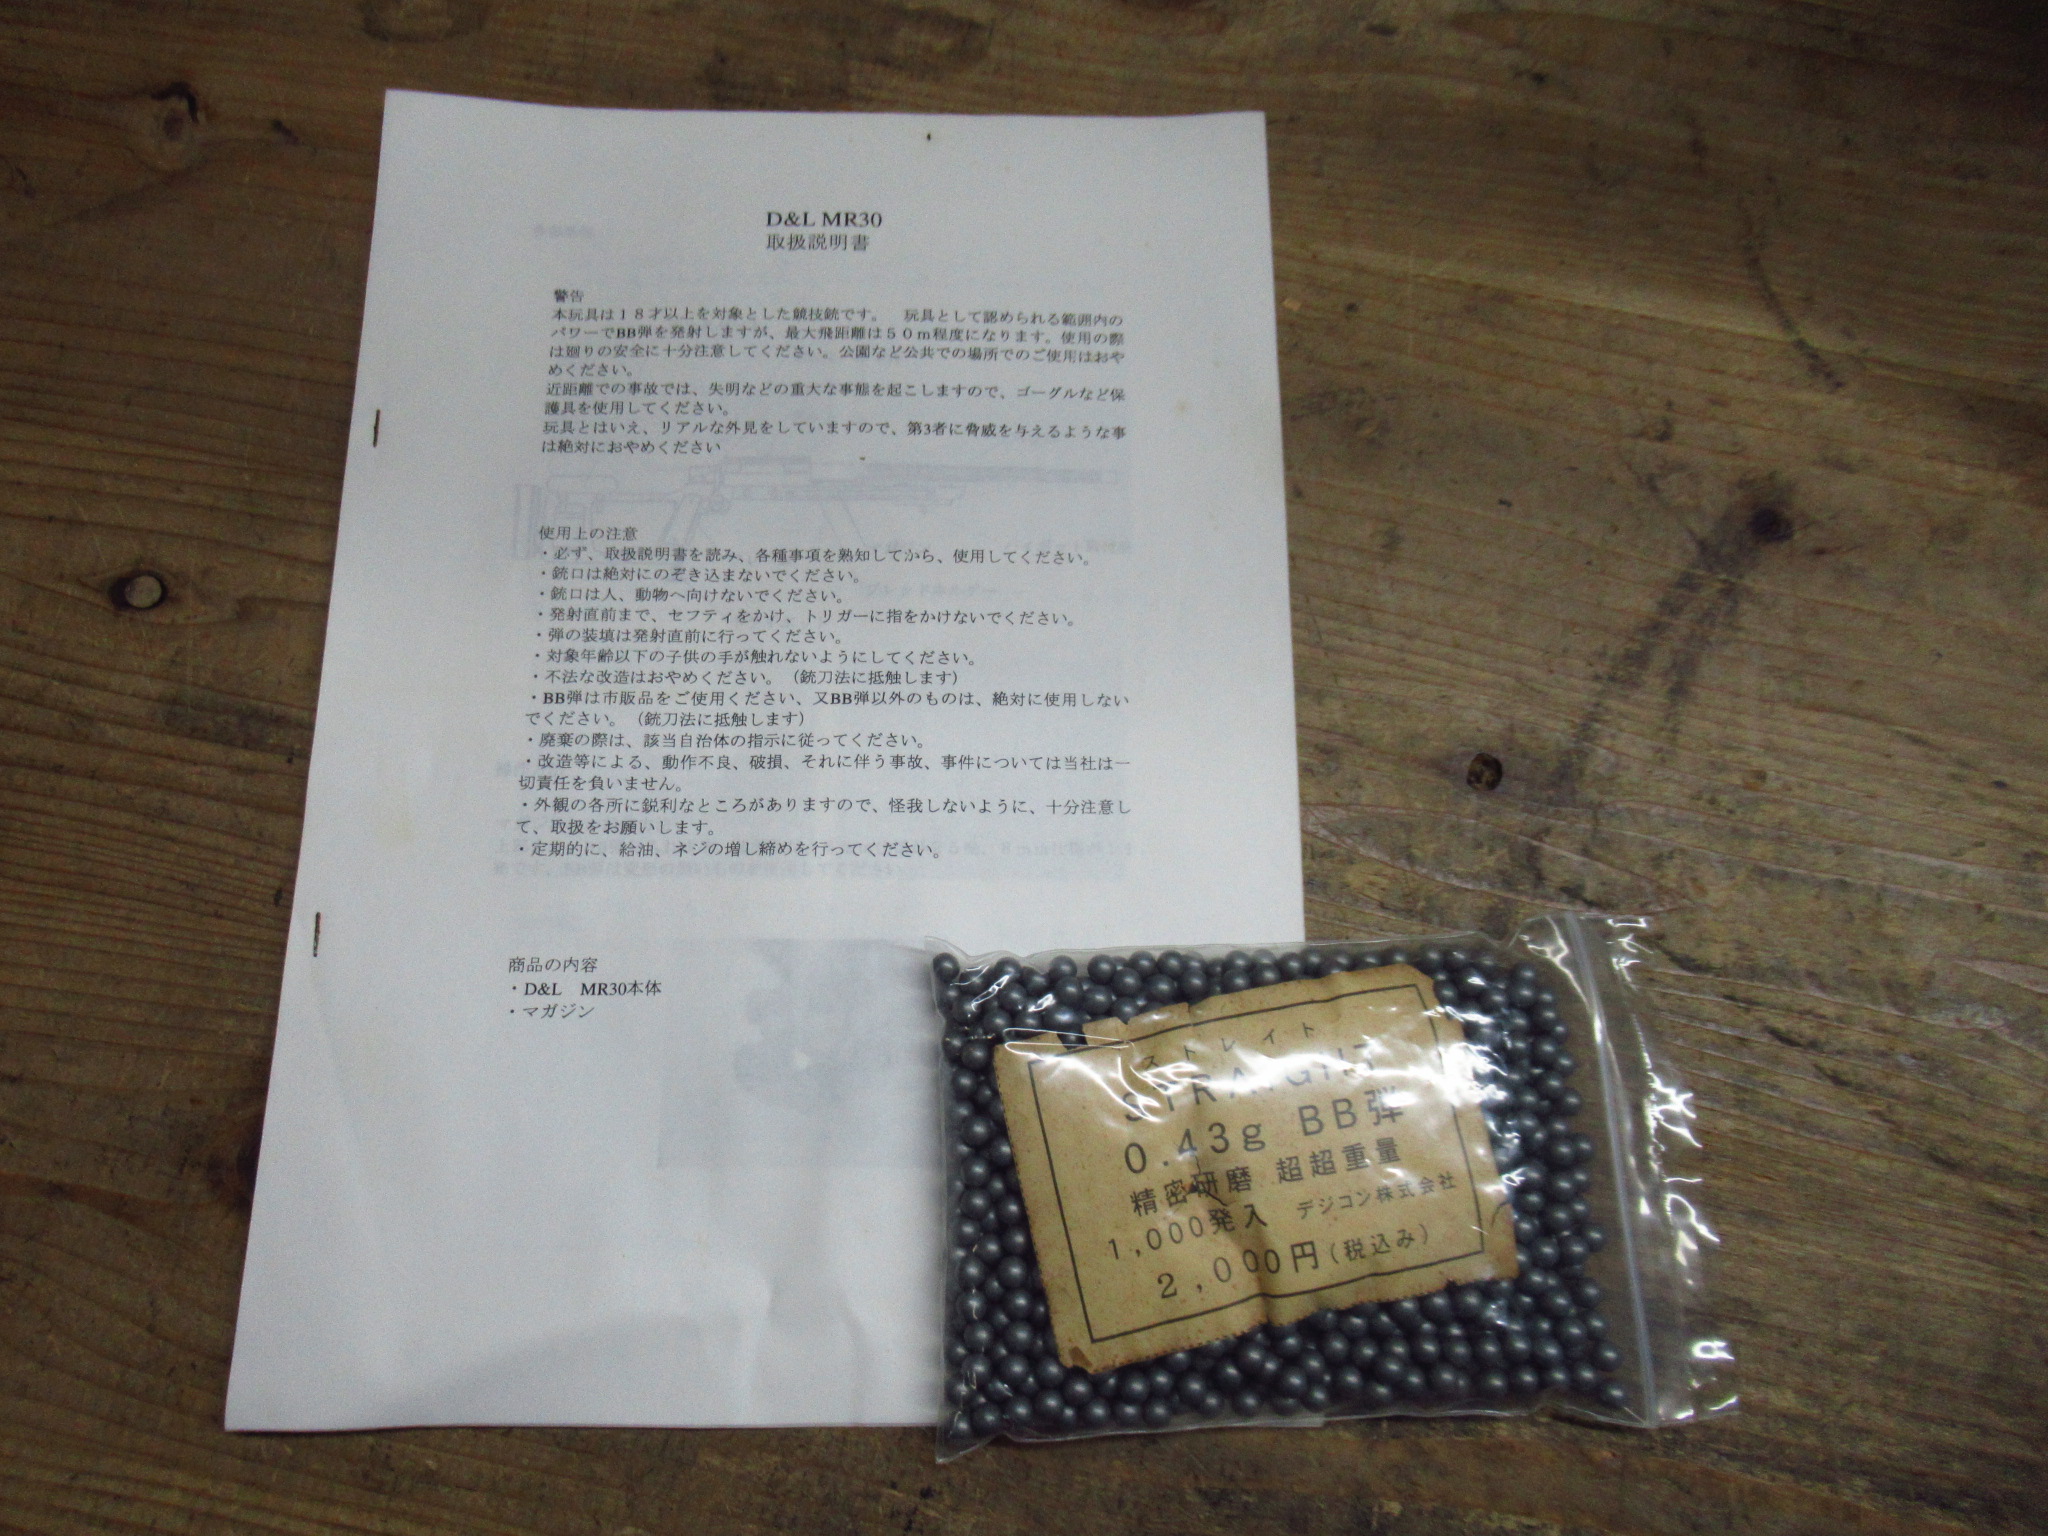 D&L MR30
取扱説明書
警告
本玩具は１８才以上を対象とした競技銃です。　玩具として認められる範囲内の
パワーでBB弾を発射しますが、最大飛距離は５０ｍ程度になります。使用の際
は廻りの安全に十分注意してください。公園など公共での場所でのご使用はおや
めください。
近距離での事故では、失明などの重大な事態を起こしますので、ゴーグルなど保
護具を使用してください。
玩具とはいえ、リアルな外見をしていますので、第3者に脅威を与えるような事
は絶対におやめください
使用上の注意
・必ず、取扱説明書を読み、各種事項を熟知してから、使用してください。
・銃口は絶対にのぞき込まないでください。
・銃口は人、動物へ向けないでください。
・発射直前まで、セフティをかけ、トリガーに指をかけないでください。
・弾の装填は発射直前に行ってください。
・対象年齢以下の子供の手が触れないようにしてください。
・不法な改造はおやめください。（銃刀法に抵触します）
・BB弾は市販品をご使用ください、又BB弾以外のものは、絶対に使用しない
でください。（銃刀法に抵触します）
・廃棄の際は、該当自治体の指示に従ってください。
・改造等による、動作不良、破損、それに伴う事故、事件については当社は一
切責任を負いません。
・外観の各所に鋭利なところがありますので、怪我しないように、十分注意し
て、取扱をお願いします。
・定期的に、給油、ネジの増し締めを行ってください。
商品の内容
・D&L　MR30本体
・マガジン
ストレイト
STRAIGHT
0.43g BB弾
精密研磨 超超重量
1,000発入 デジコン株式会社
2,000円(税込み)